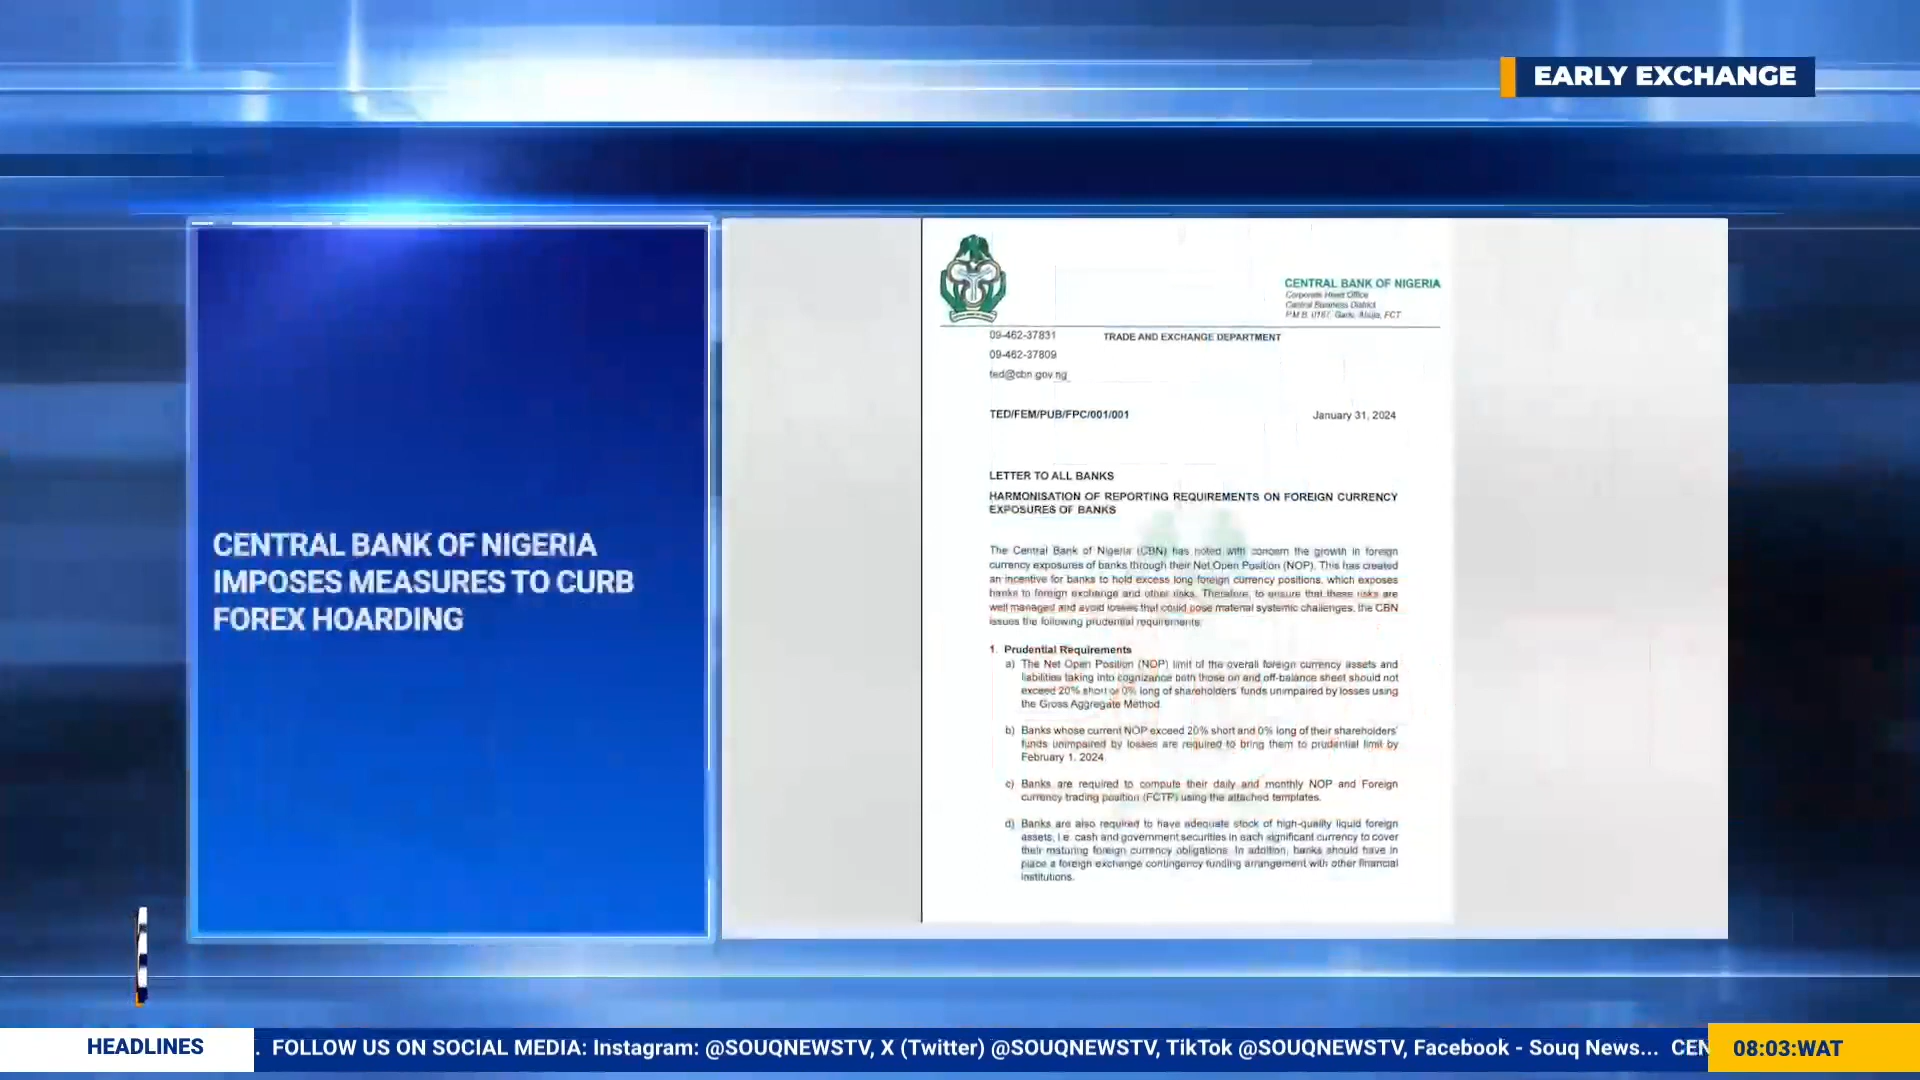 EARLY EXCHANGE
CENTRAL BANK OF NIGERIA
IMPOSES MEASURES TO CURB
FOREX HOARDING
CENTRAL BANK OF NIGERIA
Corporate Head Office
Central Business District
P.M.B. 0187, Garki, Abuja, FCT
09-462-37831
TRADE AND EXCHANGE DEPARTMENT
09-462-37809
ted@cbn.gov.ng
TED/FEM/PUB/FPC/001/001
January 31, 2024
LETTER TO ALL BANKS
HARMONISATION OF REPORTING REQUIREMENTS ON FOREIGN CURRENCY
EXPOSURES OF BANKS
The Central Bank of Nigeria (CBN) has noted with concern the growth in foreign
currency exposures of banks through their Net Open Position (NOP). This has created
an incentive for banks to hold excess long foreign currency positions, which exposes
banks to foreign exchange and other risks. Therefore, to ensure that these risks are
well managed and avoid losses that could pose material systemic challenges, the CBN
issues the following prudential requirements:
1. Prudential Requirements
a) The Net Open Position (NOP) limit of the overall foreign currency assets and
liabilities taking into cognizance both those on and off-balance sheet should not
exceed 20% short or 0% long of shareholders' funds unimpaired by losses using
the Gross Aggregate Method.
b) Banks whose current NOP exceed 20% short and 0% long of their shareholders'
funds unimpaired by losses are required to bring them to prudential limit by
February 1, 2024.
c) Banks are required to compute their daily and monthly NOP and Foreign
currency trading position (FCTP) using the attached templates.
d) Banks are also required to have adequate stock of high-quality liquid foreign
assets, i.e. cash and government securities in each significant currency to cover
their maturing foreign currency obligations. In addition, banks should have in
place a foreign exchange contingency funding arrangement with other financial
institutions.
HEADLINES
. FOLLOW US ON SOCIAL MEDIA: Instagram: @SOUQNEWSTV, X (Twitter) @SOUQNEWSTV, TikTok @SOUQNEWSTV, Facebook - Souq News... CEN
08:03:WAT